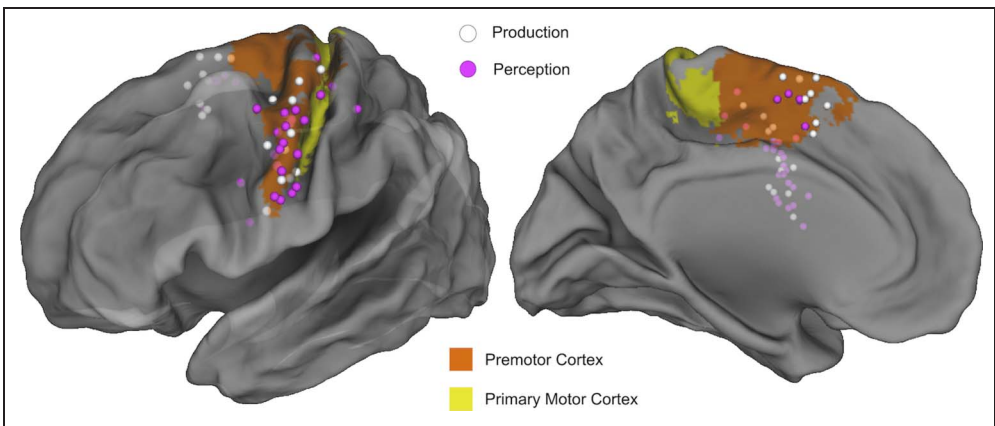 Production
Perception
Premotor Cortex
Primary Motor Cortex